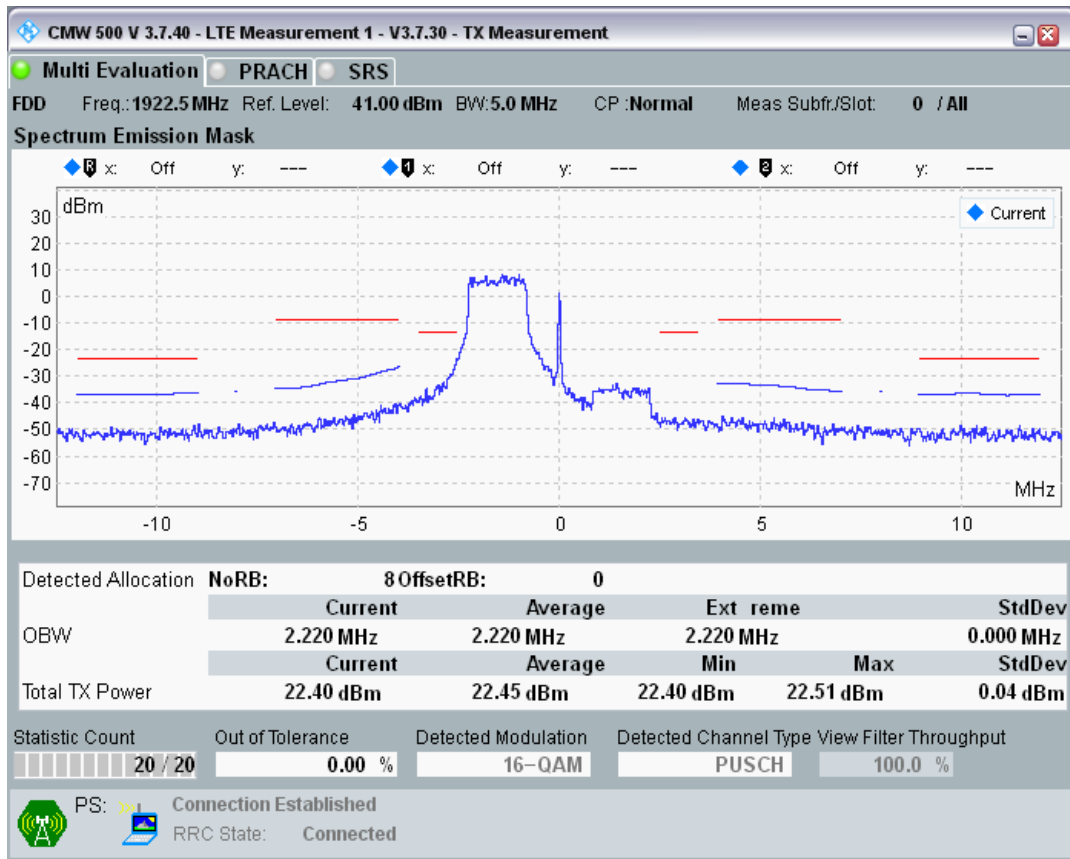 CMW 500 V 3.7.40 - LTE Measurement 1 - V3.7.30 - TX Measurement
Multi Evaluation PRACH SRS
FDD Freq.: 1922.5 MHz Ref. Level: 41.00 dBm BW: 5.0 MHz CP : Normal Meas Subfr./Slot: 0 / All
Spectrum Emission Mask
R x: Off y: --- 1 x: Off y: --- 2 x: Off y: ---
dBm
Current
30
20
10
0
-10
-20
-30
-40
-50
-60
-70
MHz
-10 -5 0 5 10
Detected Allocation NoRB: 8 OffsetRB: 0
Current Average Ext reme StdDev
OBW 2.220 MHz 2.220 MHz 2.220 MHz 0.000 MHz
Current Average Min Max StdDev
Total TX Power 22.40 dBm 22.45 dBm 22.40 dBm 22.51 dBm 0.04 dBm
Statistic Count Out of Tolerance Detected Modulation Detected Channel Type View Filter Throughput
20 / 20 0.00 % 16-QAM PUSCH 100.0 %
PS: Connection Established
RRC State: Connected